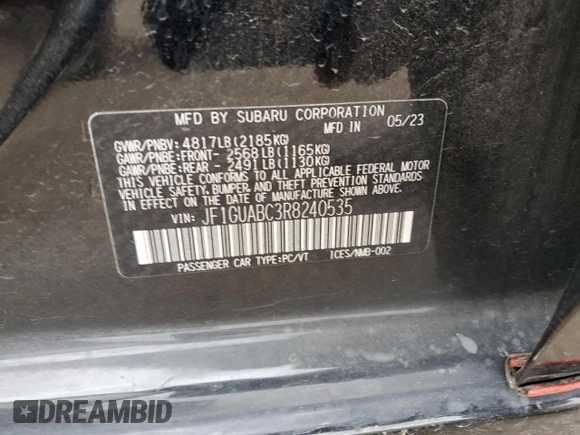 MFD BY SUBARU CORPORATION
MFD IN 05/23
GVWR/PNBV: 4817LB(2185KG)
GAWR/PNBE:FRONT- 2568LB(1165KG)
GAWR/PNBE:REAR - 2491LB(1130KG)
THIS VEHICLE CONFORMS TO ALL APPLICABLE FEDERAL MOTOR
VEHICLE SAFETY, BUMPER, AND THEFT PREVENTION STANDARDS
IN EFFECT ON THE DATE OF MANUFACTURE SHOWN ABOVE.
VIN: JF1GUABC3R8240535
PASSENGER CAR TYPE:PC/VT ICES/NMB-002
DREAMBID